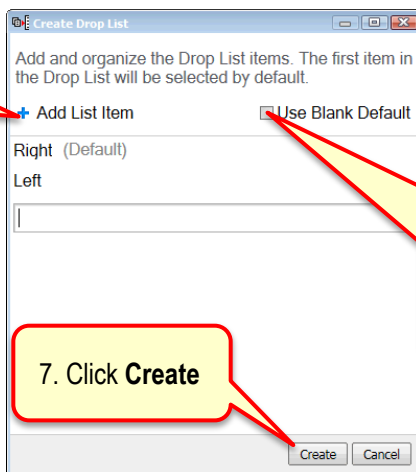 Create Drop List
Add and organize the Drop List items. The first item in
the Drop List will be selected by default.
+ Add List Item
Use Blank Default
Right (Default)
Left
7. Click Create
Create
Cancel